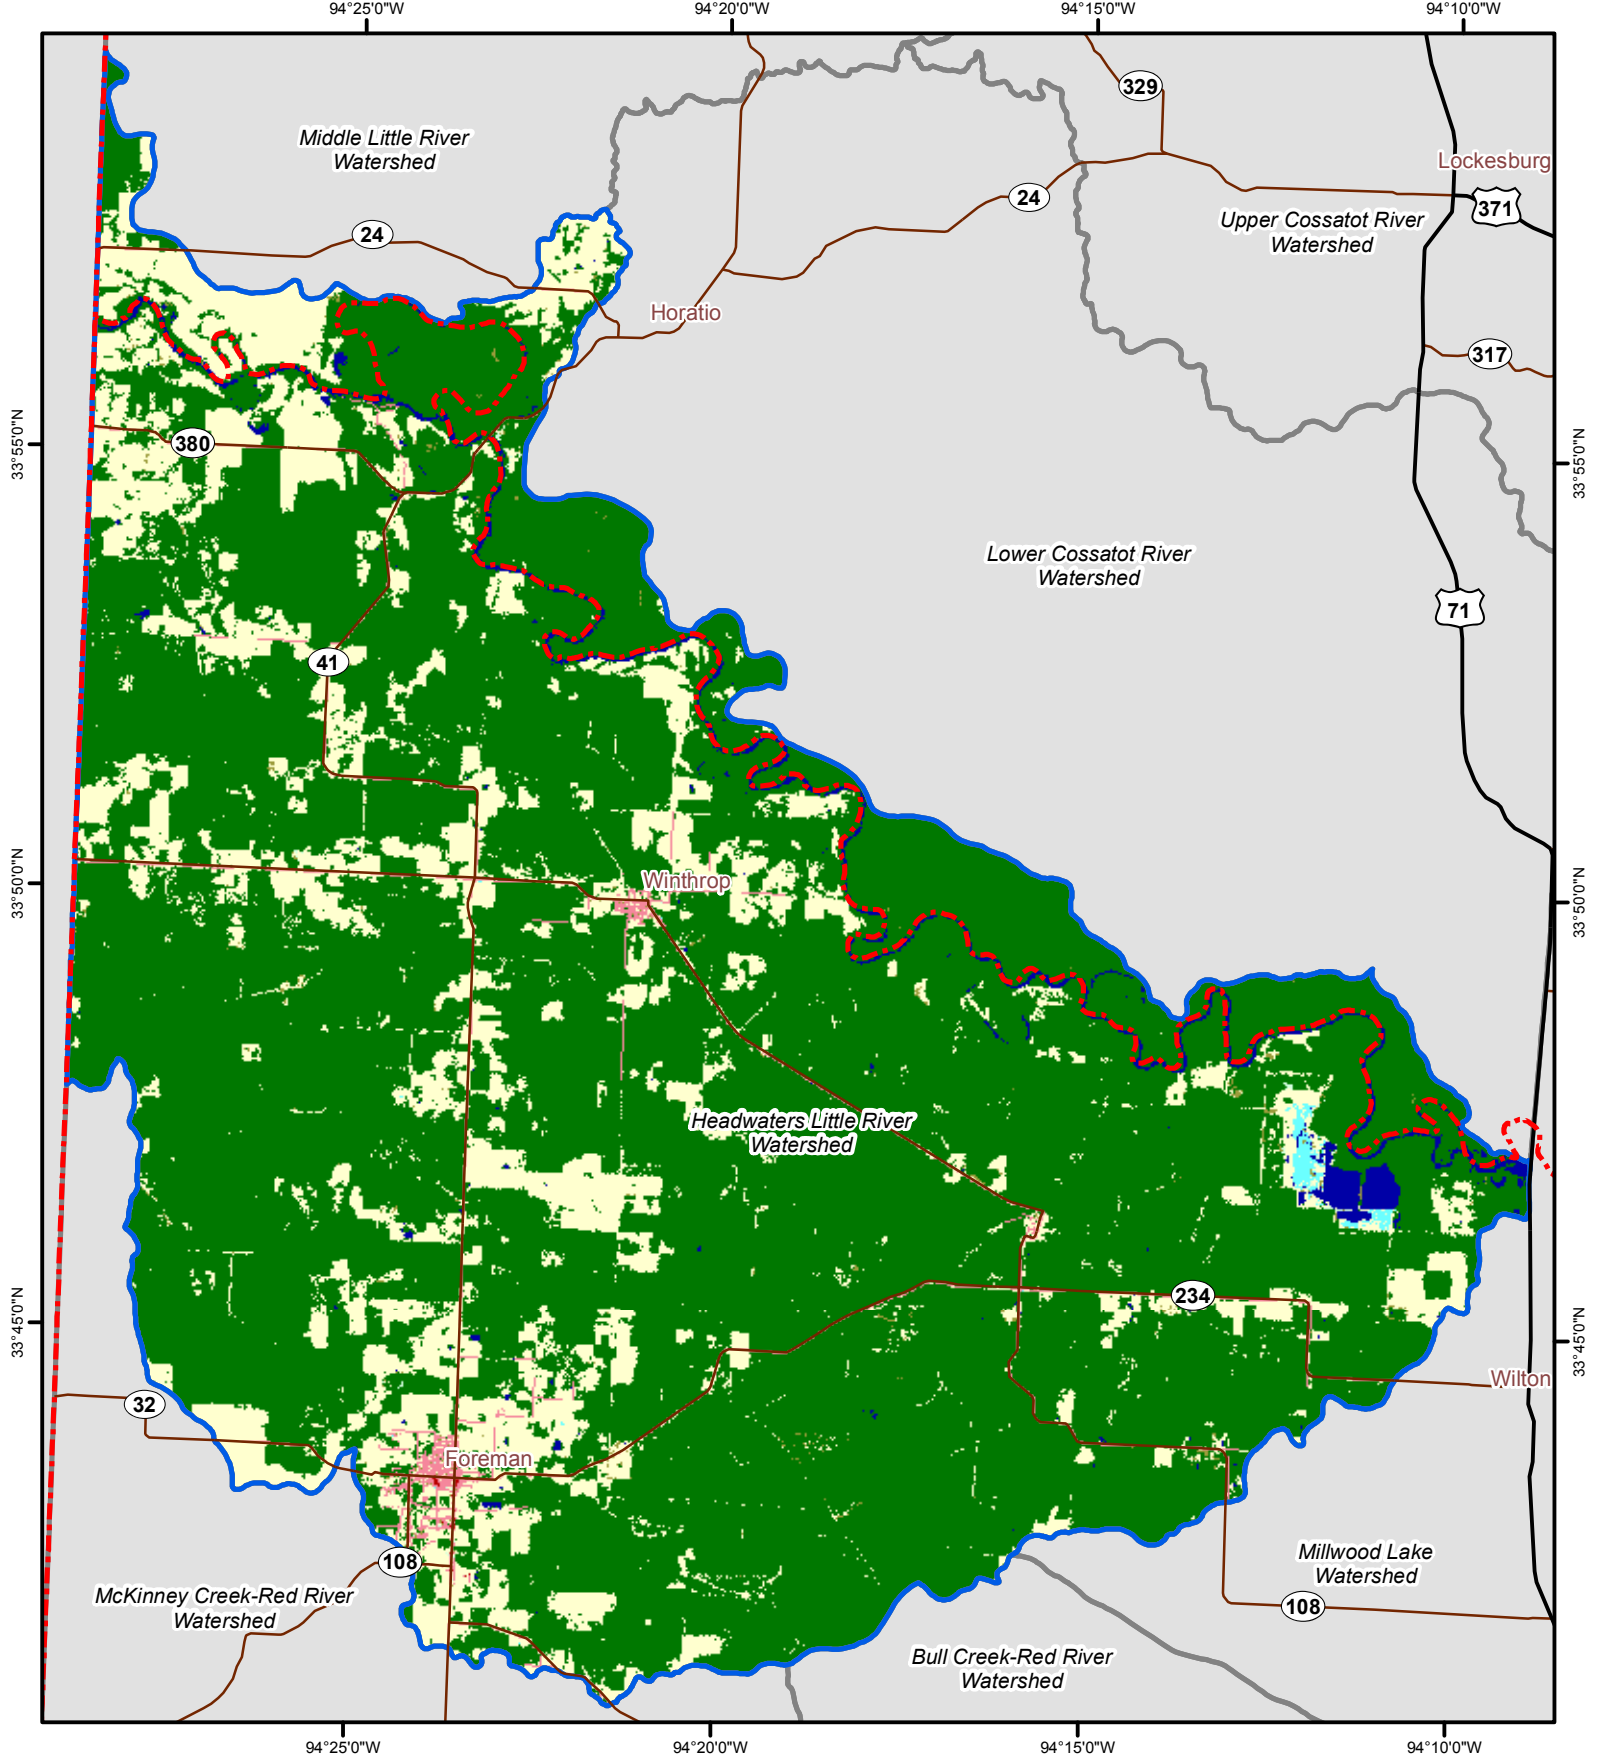 94°25'0"W
94°20'0"W
94°15'0"W
94°10'0"W
329
Middle Little River
Watershed
Lockesburg
24
371
Upper Cossatot River
Watershed
24
Horatio
317
33°55'0"N
380
33°55'0"N
Lower Cossatot River
Watershed
71
41
33°50'0"N
Winthrop
33°50'0"N
Headwaters Little River
Watershed
234
33°45'0"N
33°45'0"N
Wilton
32
Foreman
108
Millwood Lake
Watershed
McKinney Creek-Red River
Watershed
108
Bull Creek-Red River
Watershed
94°25'0"W
94°20'0"W
94°15'0"W
94°10'0"W